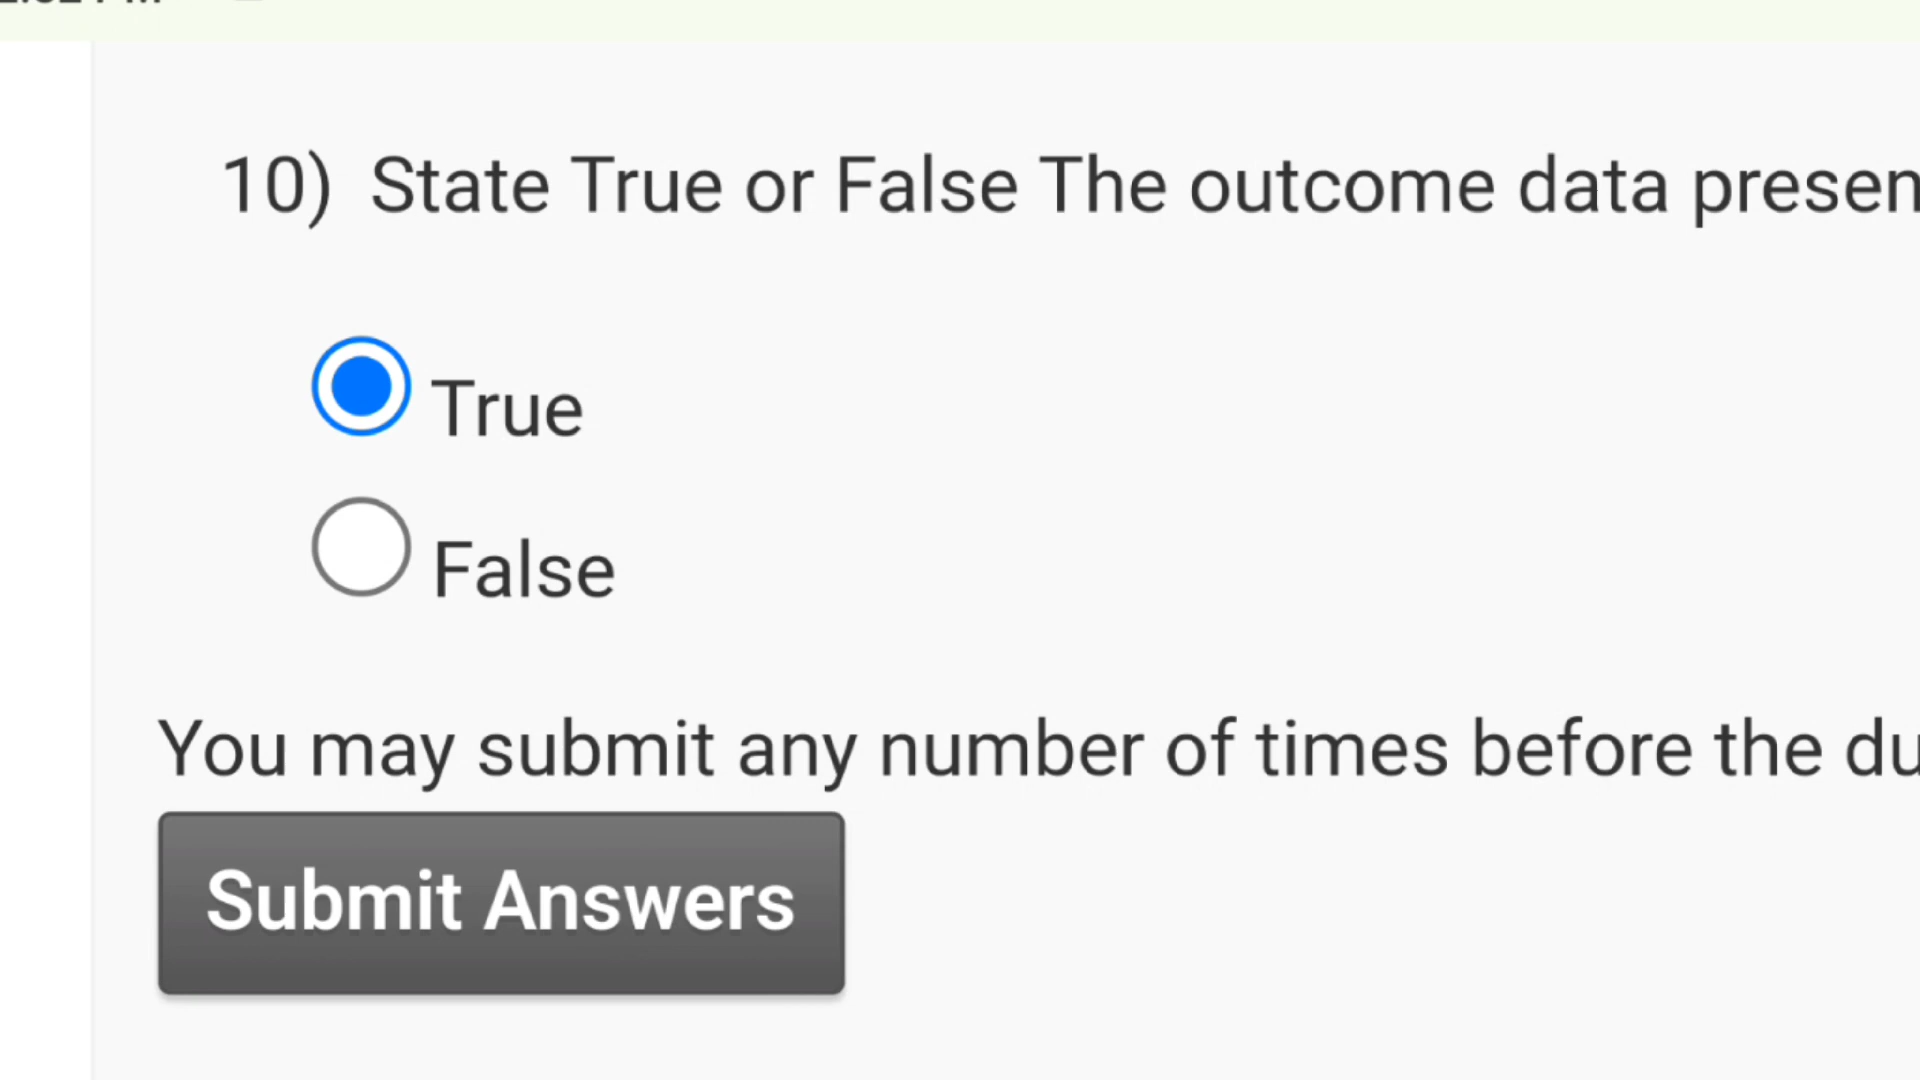 10) State True or False The outcome data presen
True
False
You may submit any number of times before the du
Submit Answers